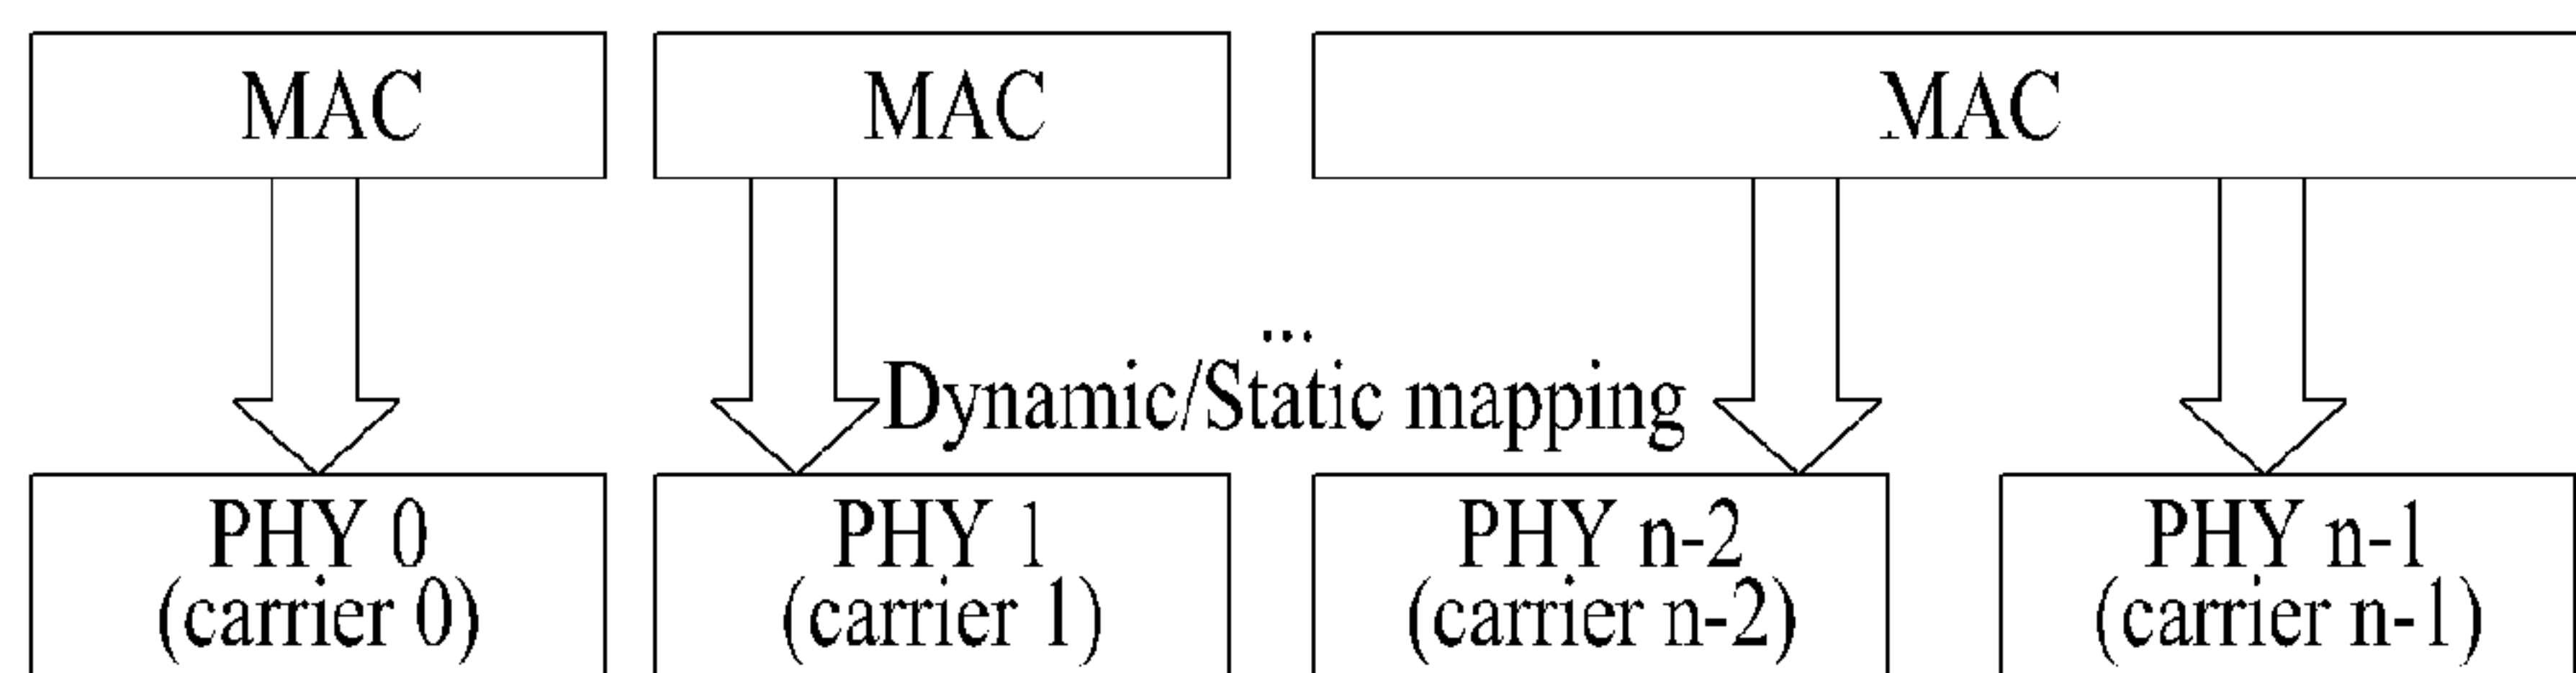 MAC MAC MAC
...
Dynamic/Static mapping
PHY 0 PHY 1 PHY n-2 PHY n-1
(carrier 0) (carrier 1) (carrier n-2) (carrier n-1)